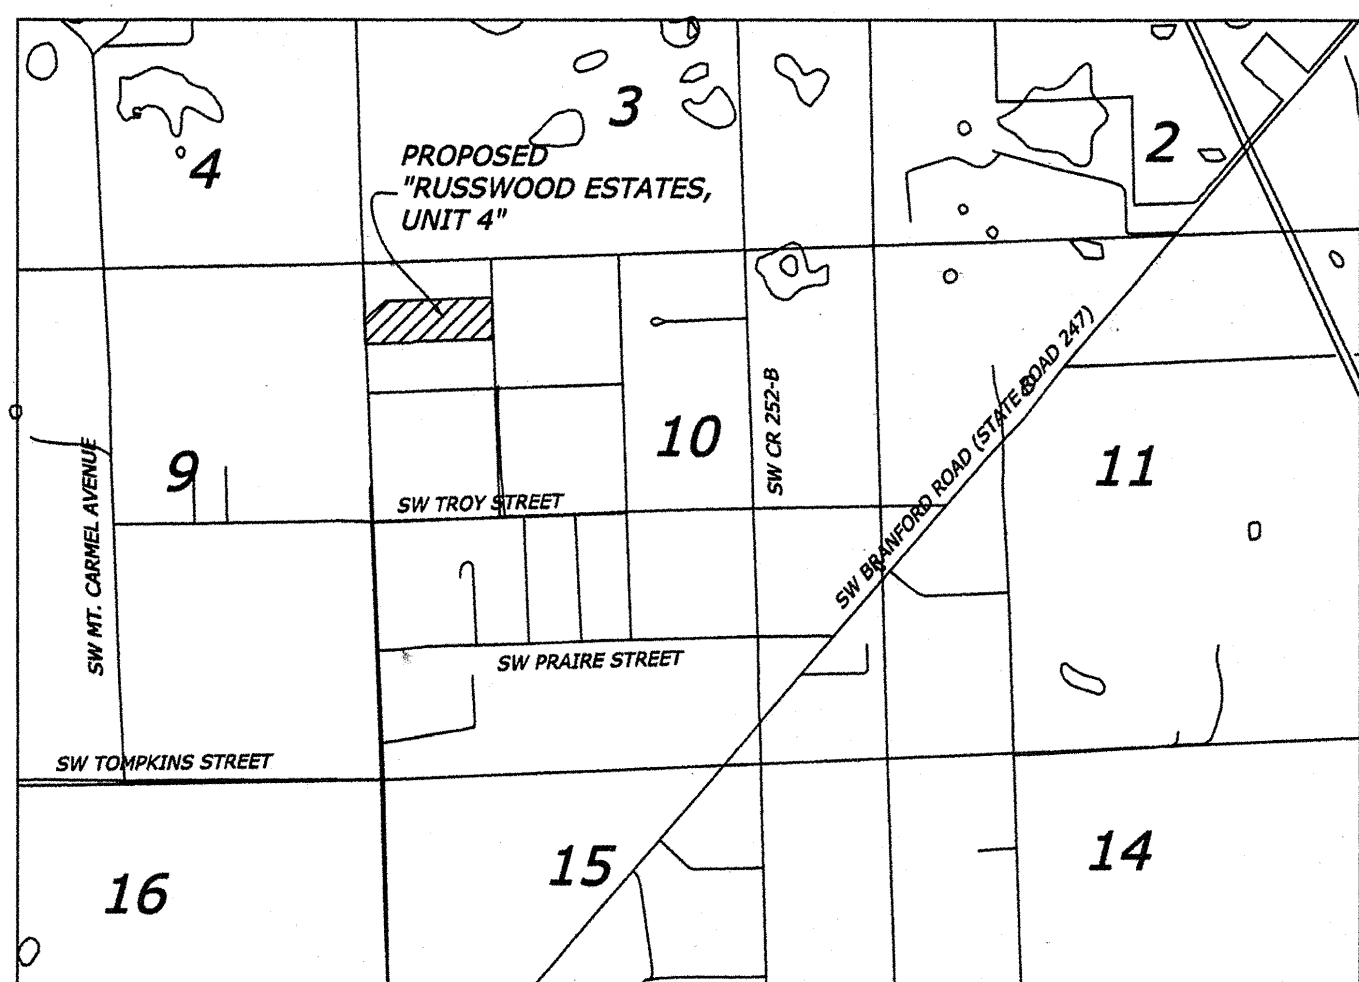 3
2
4
PROPOSED
"RUSSWOOD ESTATES,
UNIT 4"
SW BRANFORD ROAD (STATE ROAD 247)
SW CR 252-B
10
11
9
SW MT. CARMEL AVENUE
SW TROY STREET
SW PRAIRE STREET
SW TOMPKINS STREET
16
15
14